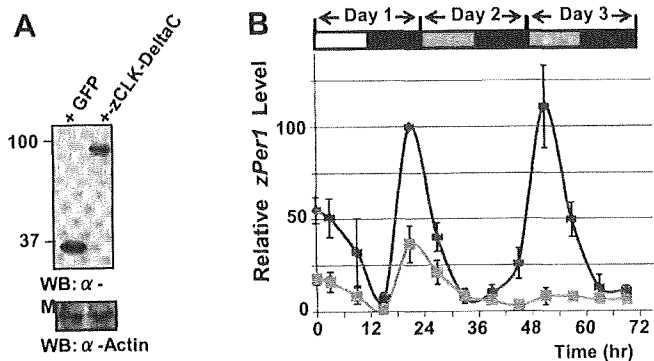 A
+ GFP
+-zCLK-DeltaC
100
37
WB: α-
M
WB: α-Actin
B
Day 1
Day 2
Day 3
Relative zPer1 Level
100
50
0
0
12
24
36
48
60
72
Time (hr)